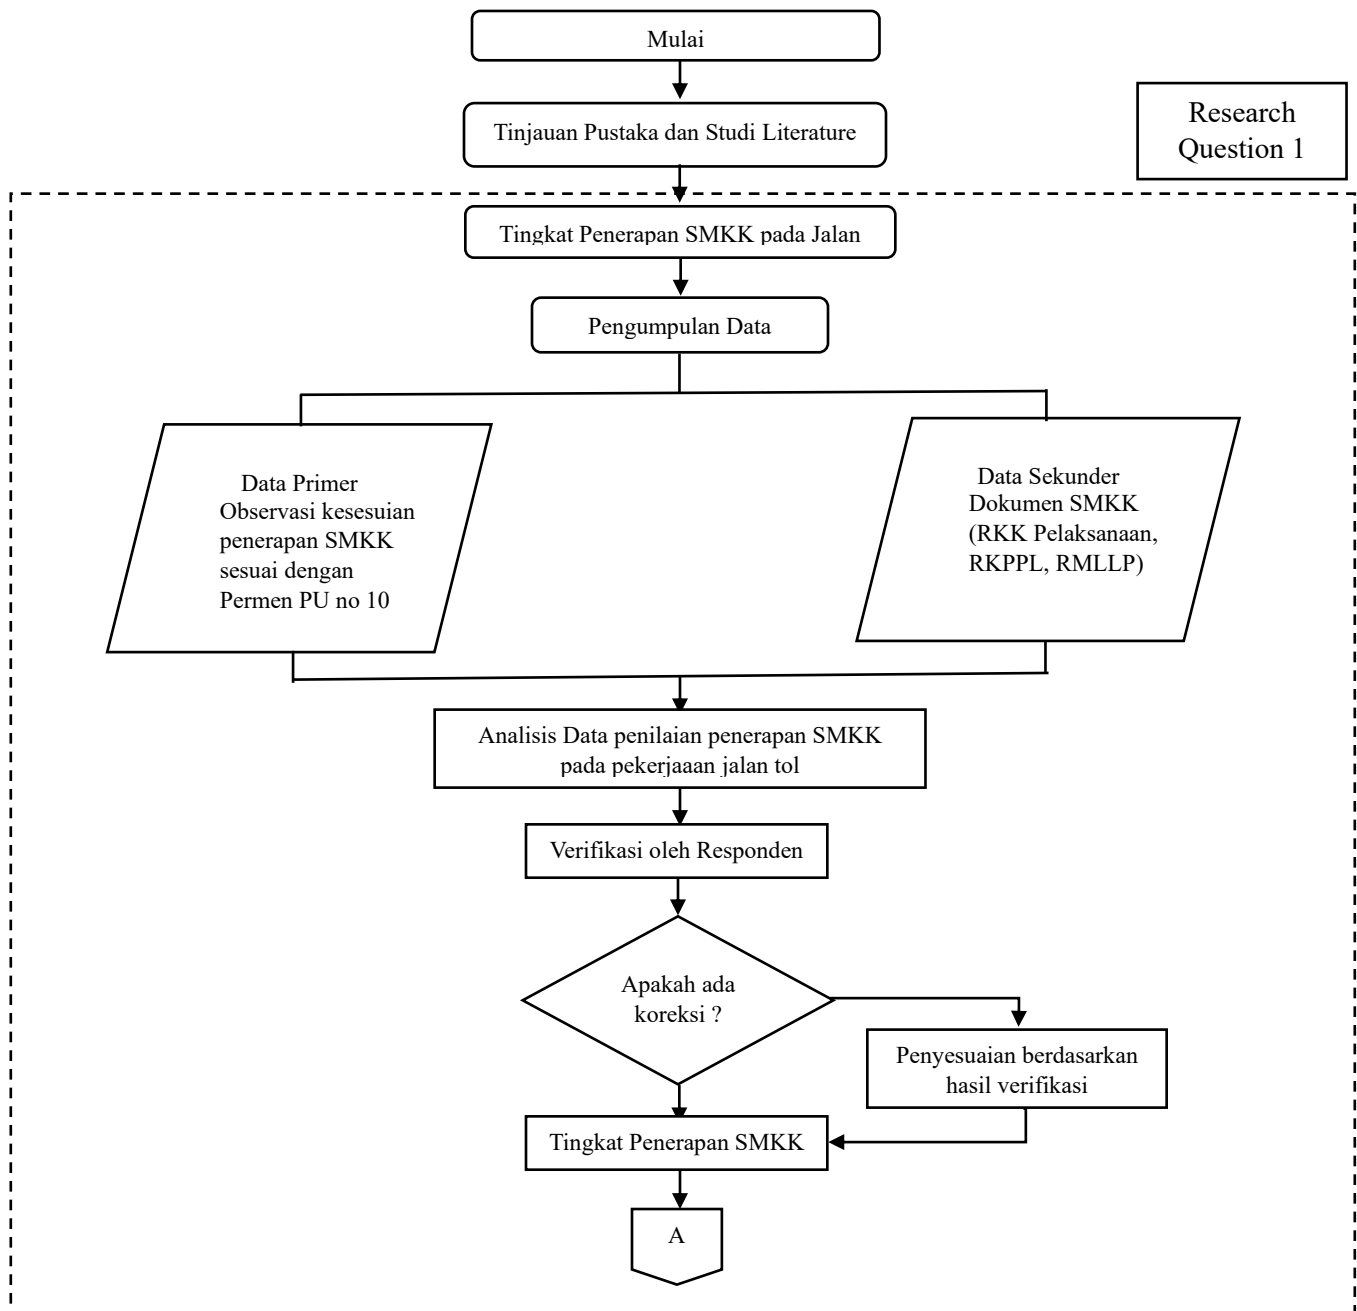 Mulai
Tinjauan Pustaka dan Studi Literature
Research
Question 1
Tingkat Penerapan SMKK pada Jalan
Pengumpulan Data
Data Primer
Observasi kesesuian
penerapan SMKK
sesuai dengan
Permen PU no 10
Data Sekunder
Dokumen SMKK
(RKK Pelaksanaan,
RKPPL, RMLLP)
Analisis Data penilaian penerapan SMKK
pada pekerjaaan jalan tol
Verifikasi oleh Responden
Apakah ada
koreksi ?
Penyesuaian berdasarkan
hasil verifikasi
Tingkat Penerapan SMKK
A